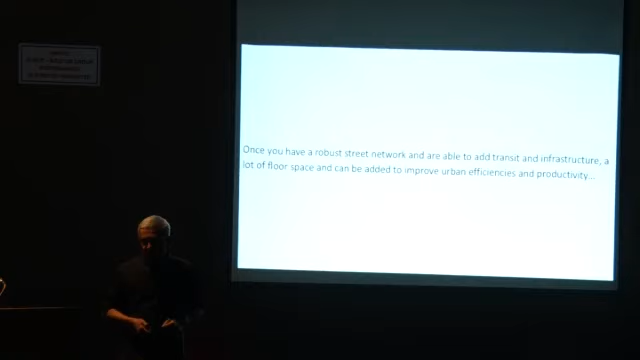 Once you have a robust street network and are able to add transit and infrastructure, a
lot of floor space and can be added to improve urban efficiencies and productivity...